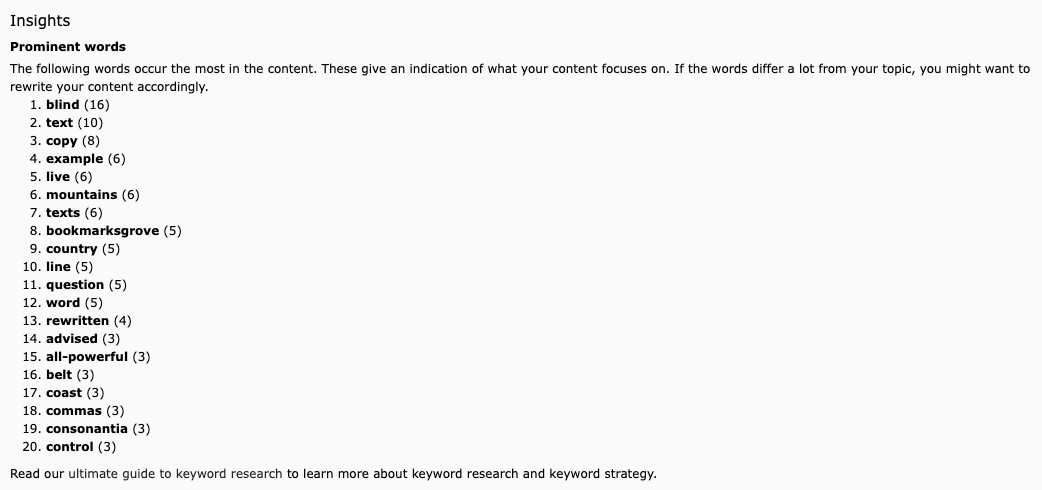 Insights
Prominent words
The following words occur the most in the content. These give an indication of what your content focuses on. If the words differ a lot from your topic, you might want to
rewrite your content accordingly.
1. blind (16)
2. text (10)
3. copy (8)
4. example (6)
5. live (6)
6. mountains (6)
7. texts (6)
8. bookmarksgrove (5)
9. country (5)
10. line (5)
11. question (5)
12. word (5)
13. rewritten (4)
14. advised (3)
15. all-powerful (3)
16. belt (3)
17. coast (3)
18. commas (3)
19. consonantia (3)
20. control (3)
Read our ultimate guide to keyword research to learn more about keyword research and keyword strategy.